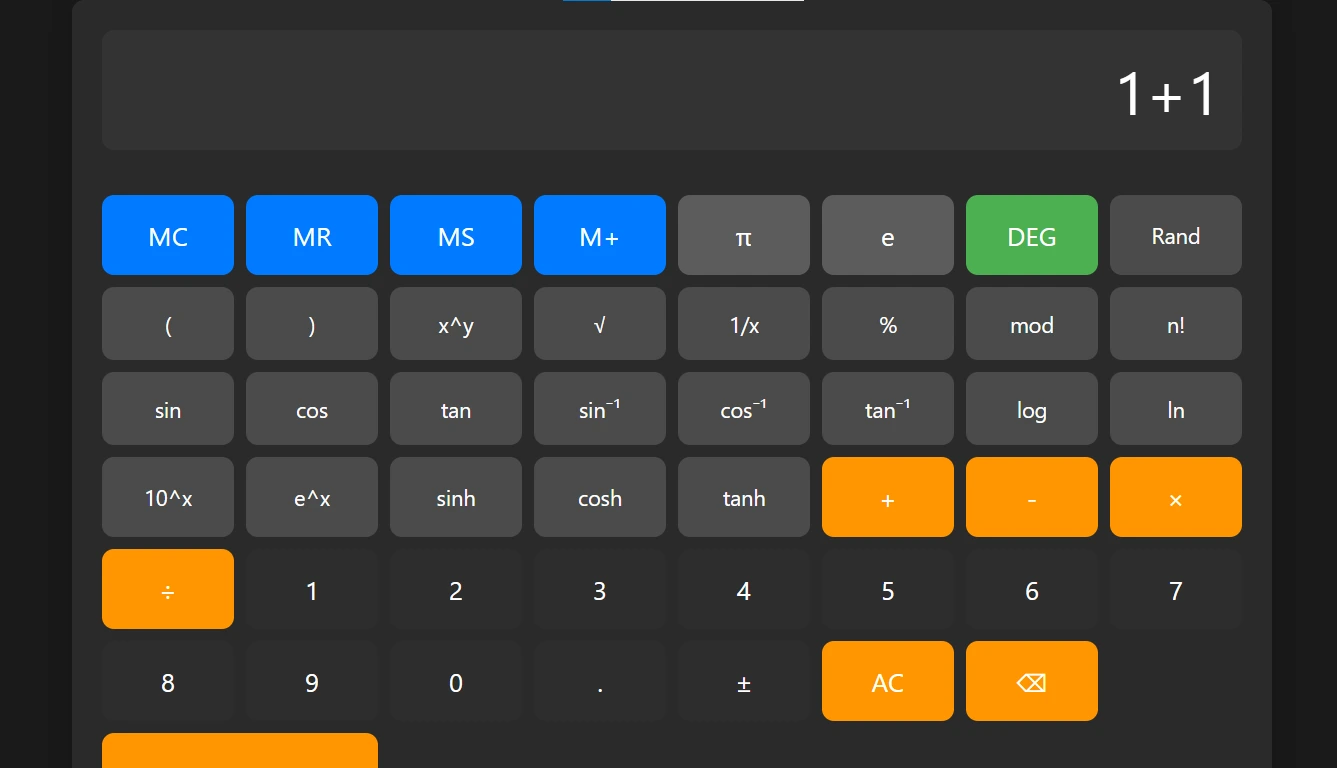 1+1
MC MR MS M+ π e DEG Rand
( ) x^y √ 1/x % mod n!
sin cos tan sin⁻¹ cos⁻¹ tan⁻¹ log ln
10^x e^x sinh cosh tanh + - ×
÷ 1 2 3 4 5 6 7
8 9 0 . ± AC ⌫